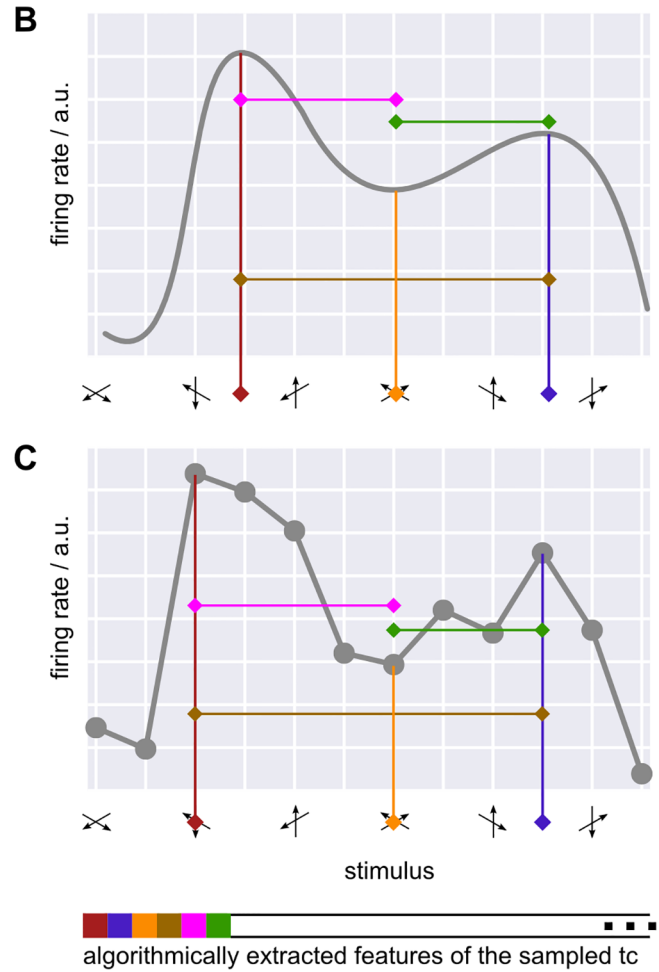 B
firing rate / a.u.
C
firing rate / a.u.
stimulus
algorithmically extracted features of the sampled tc